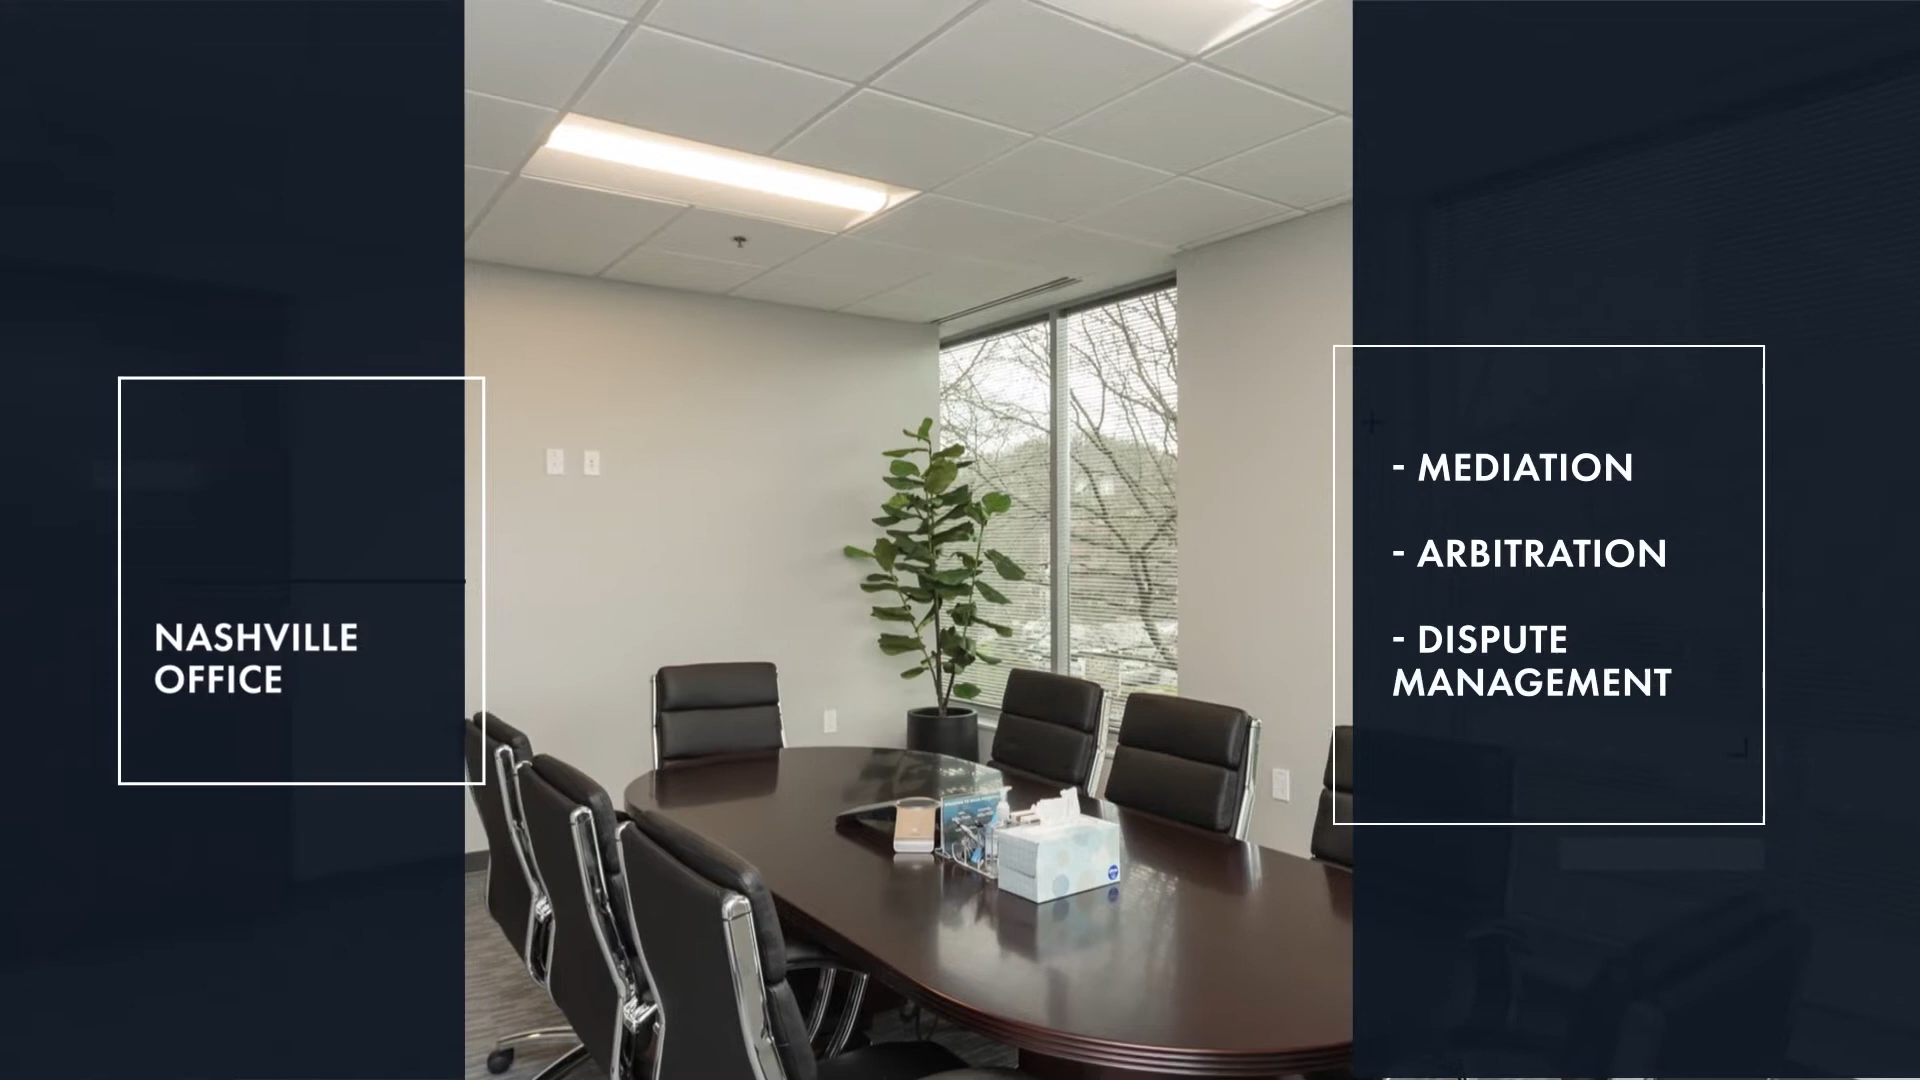 NASHVILLE
OFFICE
- MEDIATION
- ARBITRATION
- DISPUTE
MANAGEMENT